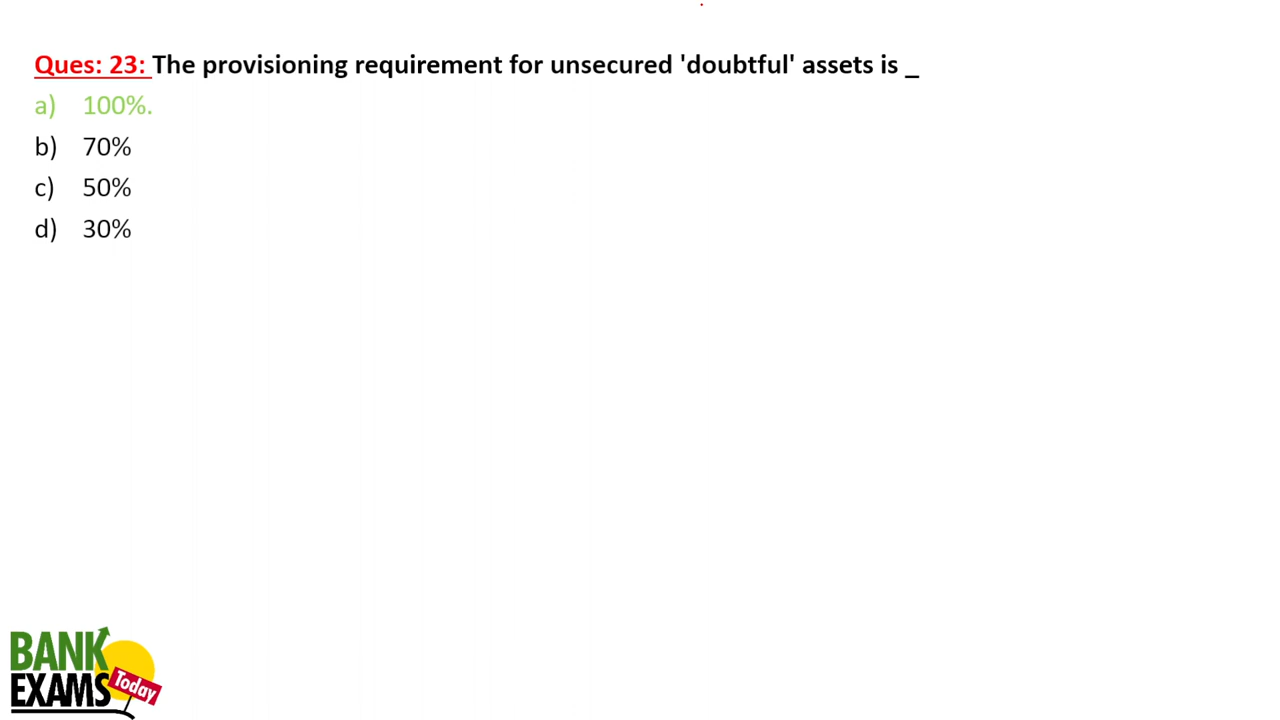 Ques: 23: The provisioning requirement for unsecured 'doubtful' assets is _
a) 100%.
b) 70%
c) 50%
d) 30%
BANK
EXAMS Today